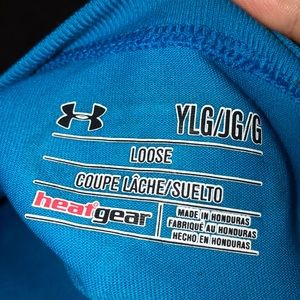 YLG/JG/G
LOOSE
COUPE LÂCHE/SUELTO
heatgear
MADE IN HONDURAS
FABRIQUÉ AU HONDURAS
HECHO EN HONDURAS